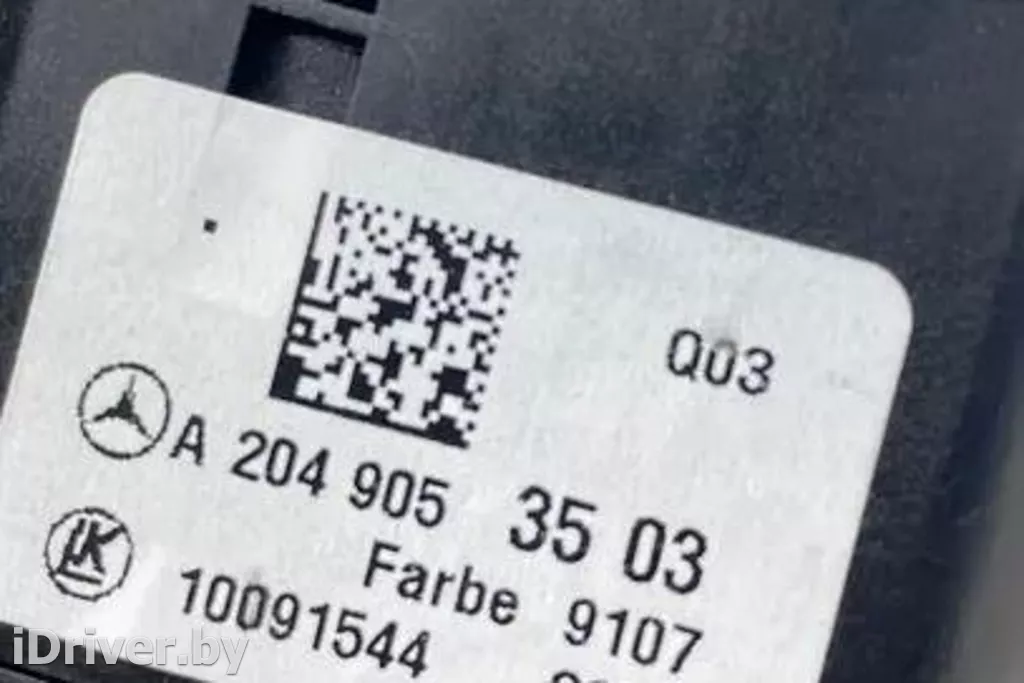 Q03
A 204 905 35 03
Farbe 9107
10091544
iDriver.by